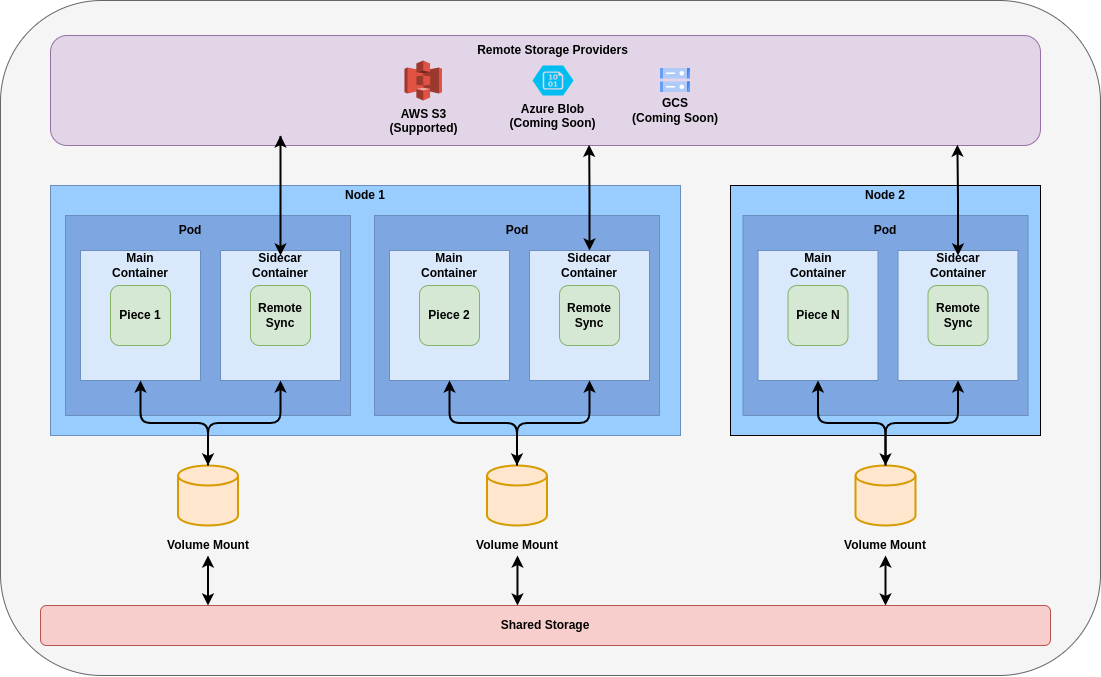 Remote Storage Providers
10
01
AWS S3
(Supported)
Azure Blob
(Coming Soon)
GCS
(Coming Soon)
Node 1
Pod
Main
Container
Piece 1
Sidecar
Container
Remote
Sync
Pod
Main
Container
Piece 2
Sidecar
Container
Remote
Sync
Node 2
Pod
Main
Container
Piece N
Sidecar
Container
Remote
Sync
Volume Mount
Volume Mount
Volume Mount
Shared Storage